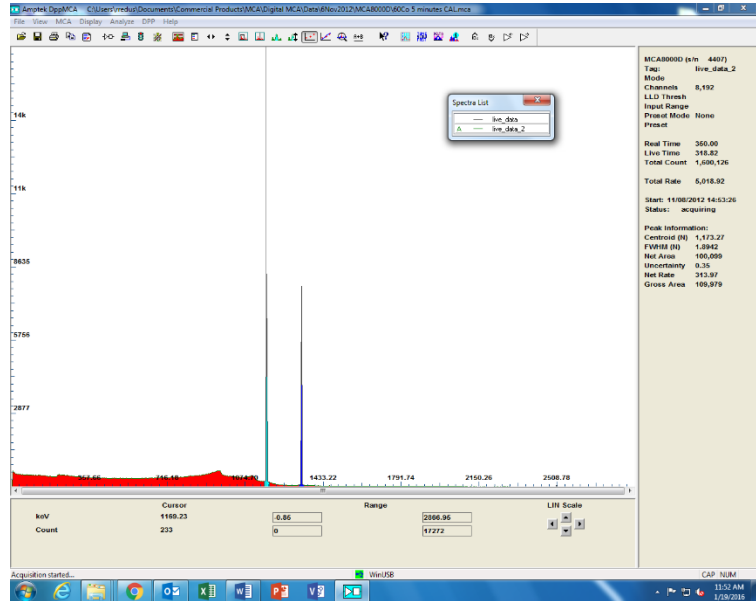 Amptek DppMCA C:\Users\rredus\Documents\Commercial Products\MCA\Digital MCA\Data\6Nov2012\MCA8000D\60Co 5 minutes CAL.mca
File View MCA Display Analyze DPP Help
MCA8000D (s/n 4407)
Tag: live_data_2
Mode
Channels 8,192
LLD Thresh
Input Range
Preset Mode None
Preset
Real Time 360.00
Live Time 318.82
Total Count 1,600,126
Total Rate 5,018.92
Start: 11/08/2012 14:53:26
Status: acquiring
Peak Information:
Centroid (N) 1,173.27
FWHM (N) 1.8942
Net Area 100,099
Uncertainty 0.35
Net Rate 313.97
Gross Area 109,979
Spectra List
live_data
A live_data_2
14k
11k
8635
5756
2877
357.66 716.18 1074.70 1433.22 1791.74 2150.26 2508.78
Cursor Range LIN Scale
keV 1169.23 -0.86 2866.95
Count 233 0 17272
Acquisition started... WinUSB CAP NUM
11:52 AM
1/19/2016